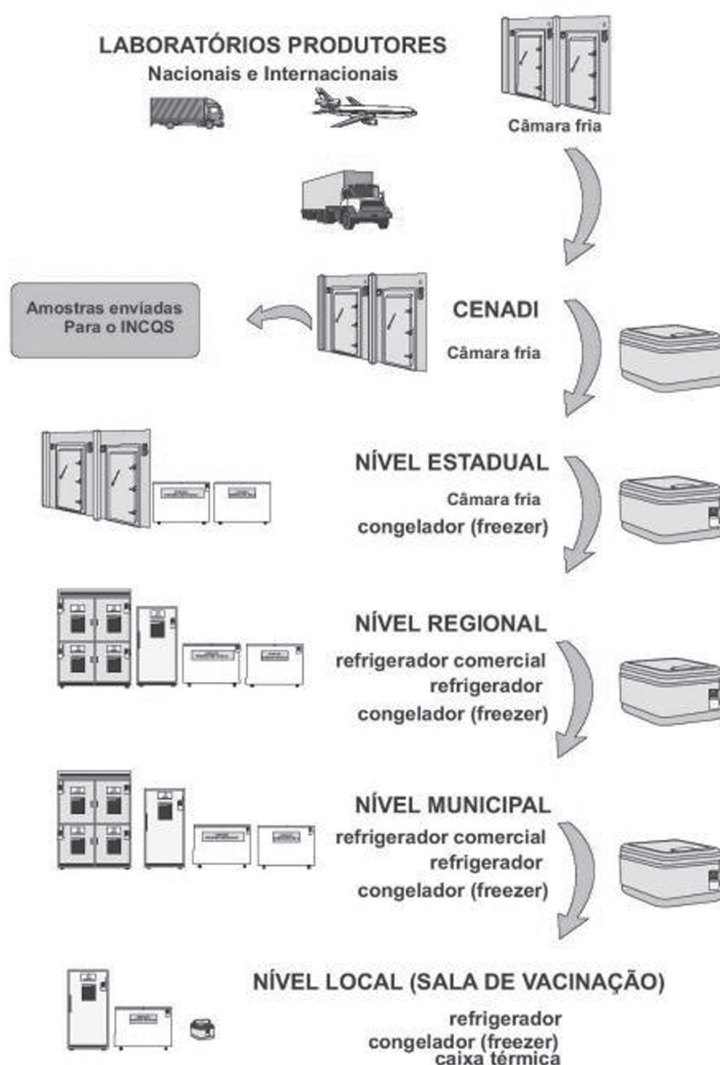 LABORATÓRIOS PRODUTORES
Nacionais e Internacionais
Câmara fria
Amostras enviadas
Para o INCQS
CENADI
Câmara fria
NÍVEL ESTADUAL
Câmara fria
congelador (freezer)
NÍVEL REGIONAL
refrigerador comercial
refrigerador
congelador (freezer)
NÍVEL MUNICIPAL
refrigerador comercial
refrigerador
congelador (freezer)
NÍVEL LOCAL (SALA DE VACINAÇÃO)
refrigerador
congelador (freezer)
caixa térmica